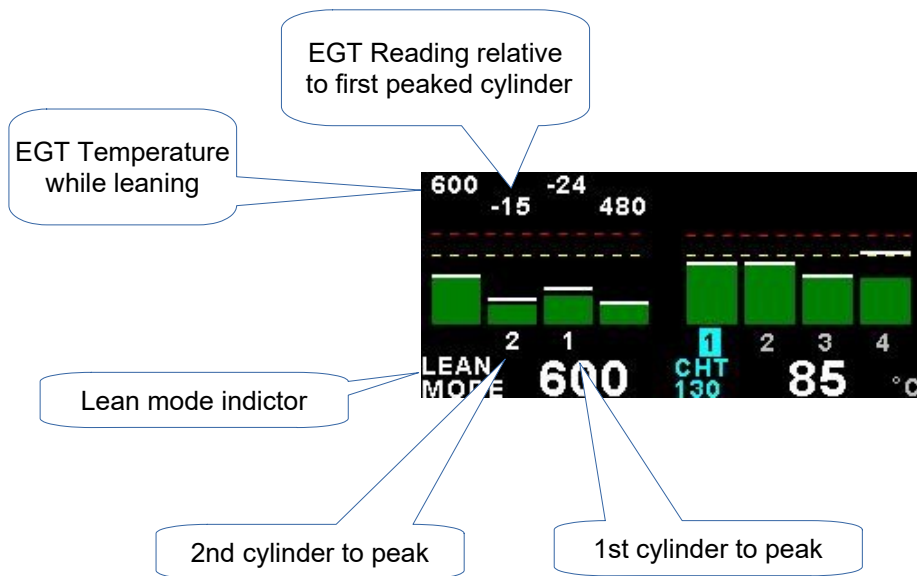 EGT Reading relative
to first peaked cylinder
EGT Temperature
while leaning
600 -24
-15 480
2 1
1 2 3 4
LEAN
MODE
600
CHT
130
85
°C
Lean mode indictor
2nd cylinder to peak
1st cylinder to peak